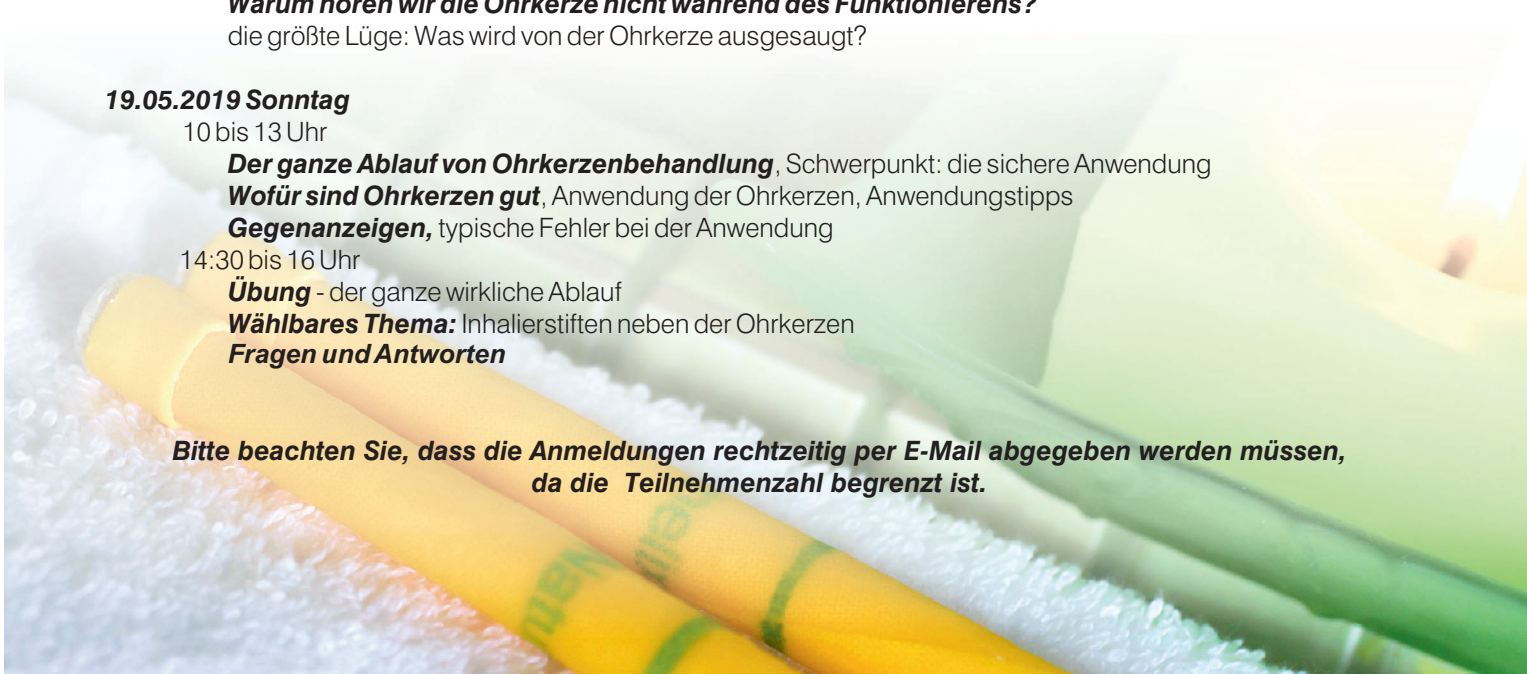 Warum hören wir die Ohrkerze nicht während des Funktionierens?
die größte Lüge: Was wird von der Ohrkerze ausgesaugt?
19.05.2019 Sonntag
10 bis 13 Uhr
Der ganze Ablauf von Ohrkerzenbehandlung, Schwerpunkt: die sichere Anwendung
Wofür sind Ohrkerzen gut, Anwendung der Ohrkerzen, Anwendungstipps
Gegenanzeigen, typische Fehler bei der Anwendung
14:30 bis 16 Uhr
Übung - der ganze wirkliche Ablauf
Wählbares Thema: Inhalierstiften neben der Ohrkerzen
Fragen und Antworten
Bitte beachten Sie, dass die Anmeldungen rechtzeitig per E-Mail abgegeben werden müssen,
da die Teilnehmenzahl begrenzt ist.